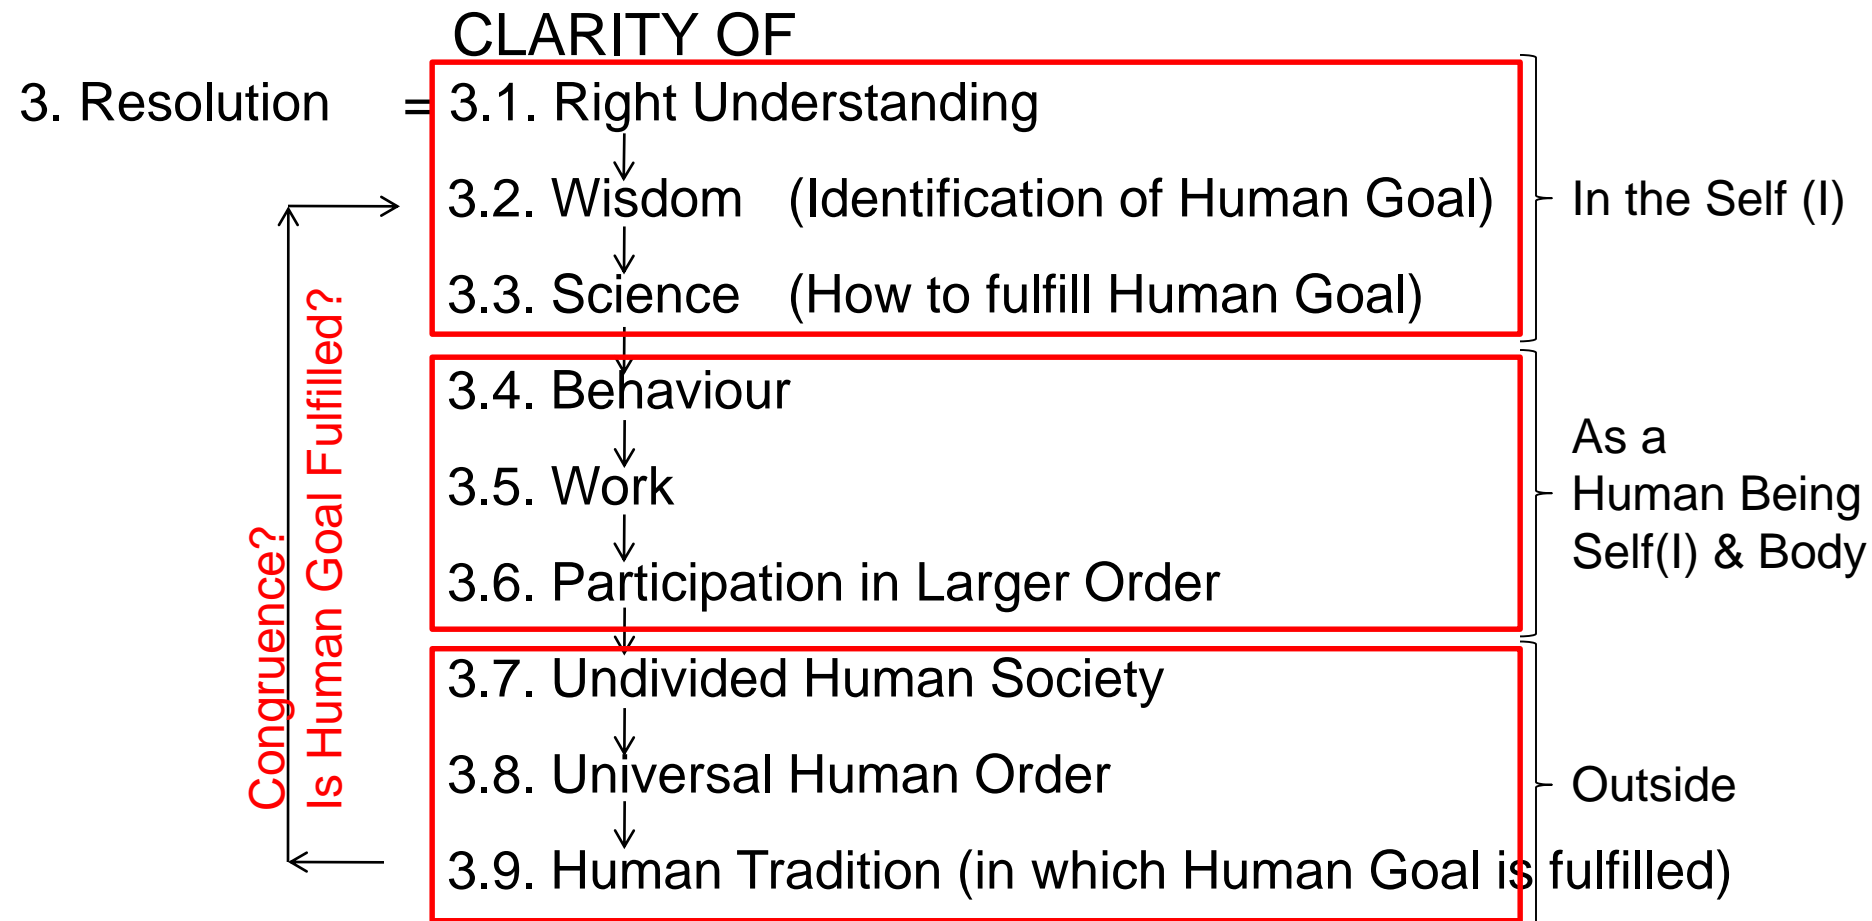 CLARITY OF
3. Resolution = 3.1. Right Understanding
3.2. Wisdom (Identification of Human Goal)
3.3. Science (How to fulfill Human Goal)
In the Self (I)
3.4. Behaviour
3.5. Work
3.6. Participation in Larger Order
As a
Human Being
Self(I) & Body
3.7. Undivided Human Society
3.8. Universal Human Order
3.9. Human Tradition (in which Human Goal is fulfilled)
Outside
Congruence?
Is Human Goal Fulfilled?